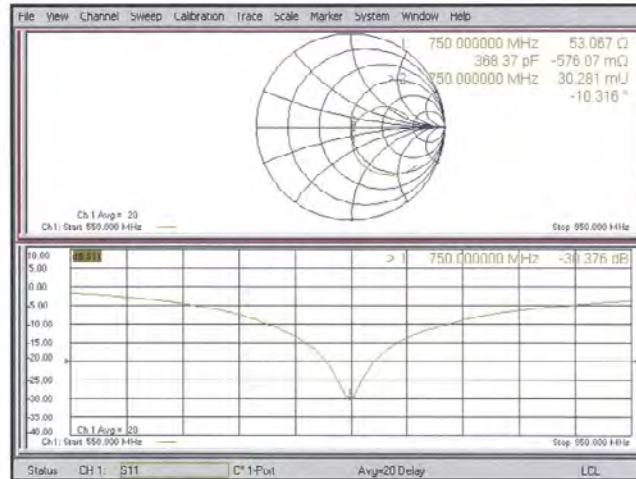 File View Channel Sweep Calibration Trace Scale Marker System Window Help
1: 750.000000 MHz 53.067 Ω
368.37 pF -576.07 mΩ
> 2: 750.000000 MHz 30.281 mU
-10.316 °
Ch 1 Avg = 20
Ch1: Start 550.000 MHz
Stop 950.000 MHz
10.00
dB S11
> 1: 750.000000 MHz -30.376 dB
5.00
0.00
-5.00
-10.00
-15.00
-20.00
-25.00
-30.00
-35.00
-40.00
Ch 1 Avg = 20
Ch1: Start 550.000 MHz
Stop 950.000 MHz
Status CH 1: S11 C* 1-Port Avg=20 Delay LCL